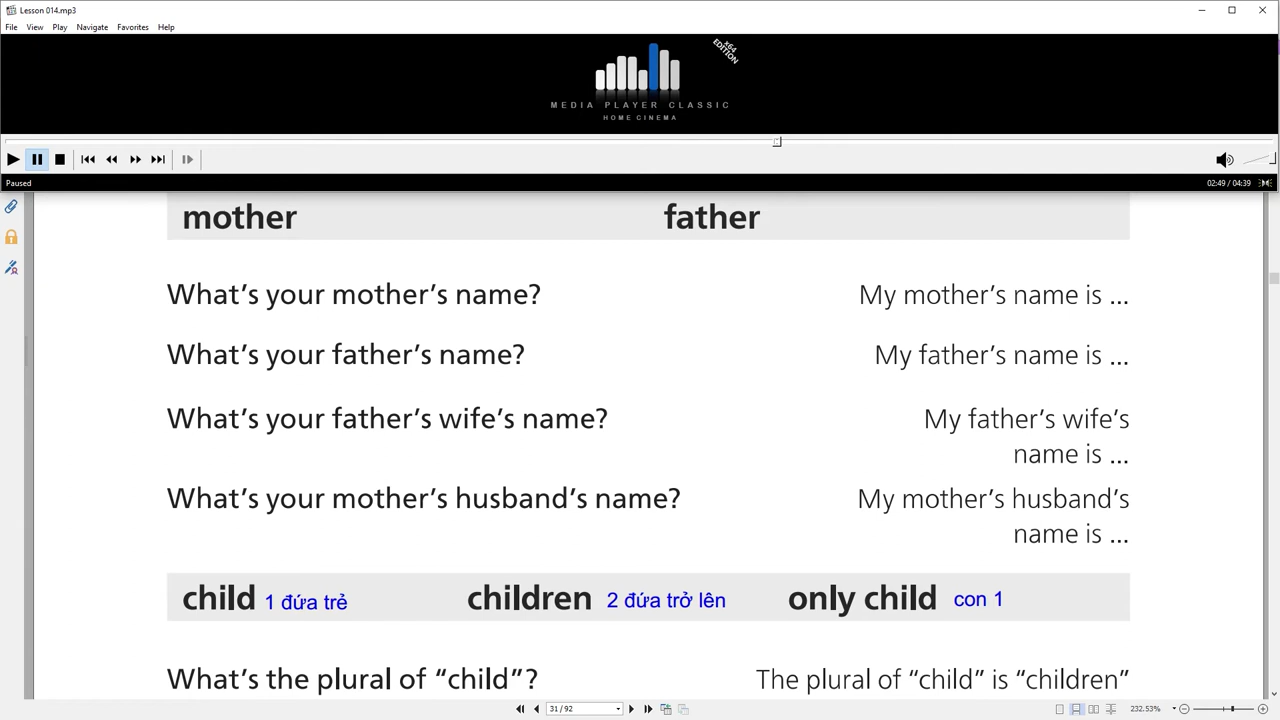 Lesson 014.mp3
File View Play Navigate Favorites Help
x64 EDITION
MEDIA PLAYER CLASSIC
HOME CINEMA
Paused 02:49 / 04:39
mother father
What's your mother's name? My mother's name is ...
What's your father's name? My father's name is ...
What's your father's wife's name? My father's wife's
name is ...
What's your mother's husband's name? My mother's husband's
name is ...
child 1 đứa trẻ children 2 đứa trở lên only child con 1
What's the plural of “child”? The plural of “child” is “children”
31 / 92 232.53%